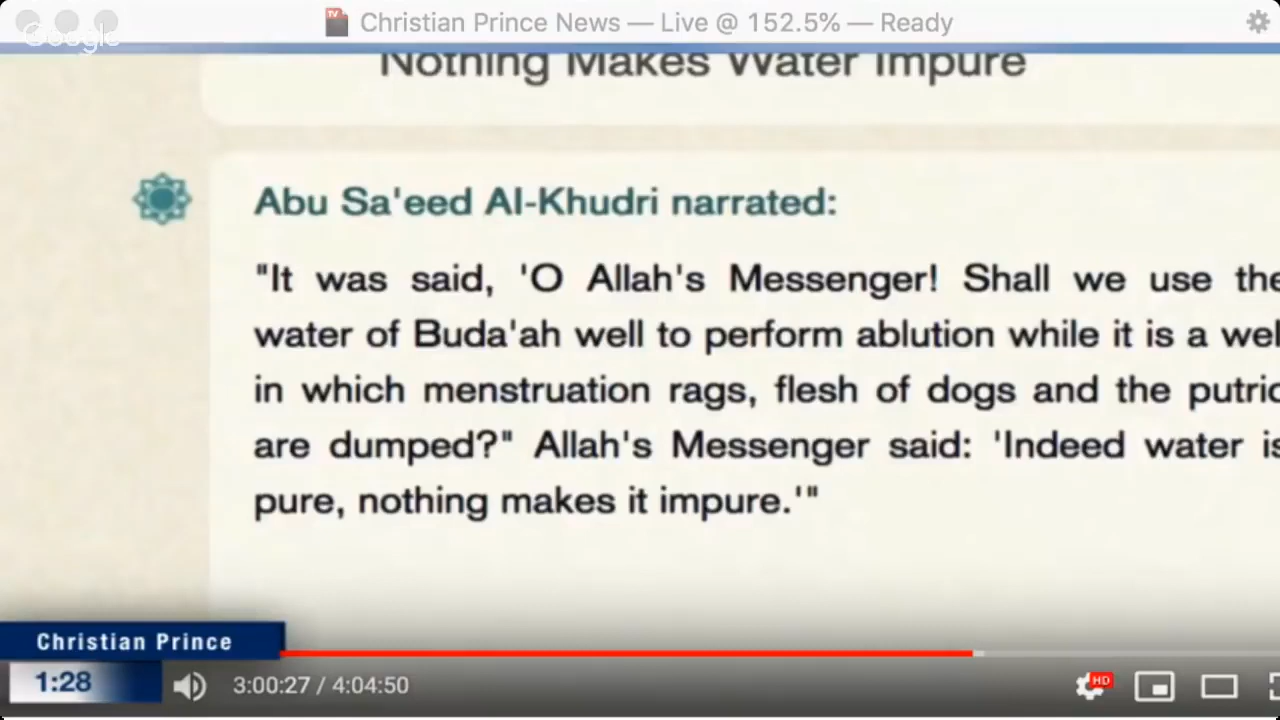 Christian Prince News — Live @ 152.5% — Ready
Google
Nothing Makes Water Impure
Abu Sa'eed Al-Khudri narrated:
"It was said, 'O Allah's Messenger! Shall we use the
water of Buda'ah well to perform ablution while it is a wel
in which menstruation rags, flesh of dogs and the putrid
are dumped?" Allah's Messenger said: 'Indeed water is
pure, nothing makes it impure.'"
Christian Prince
1:28
3:00:27 / 4:04:50
HD